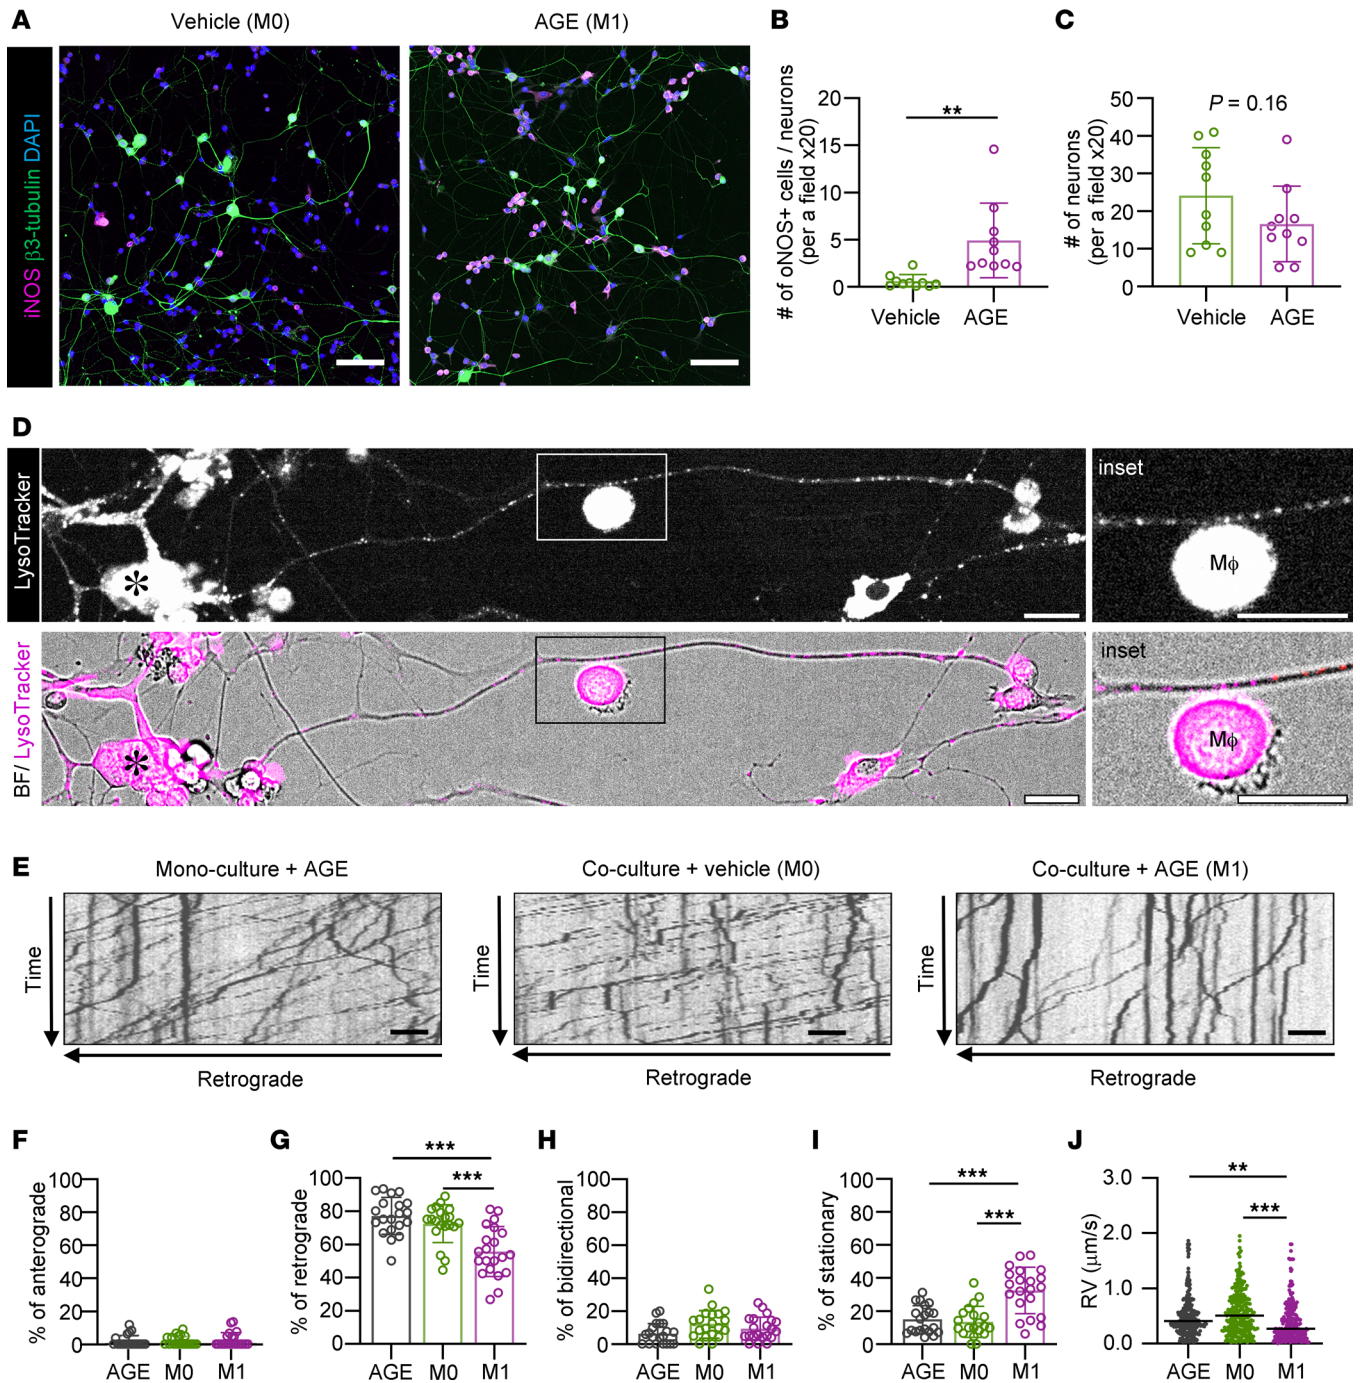 A
Vehicle (M0)
AGE (M1)
iNOS β3-tubulin DAPI
B
# of oNOS+ cells / neurons
(per a field x20)
20
15
10
5
0
**
Vehicle
AGE
C
# of neurons
(per a field x20)
50
40
30
20
10
0
P = 0.16
Vehicle
AGE
D
LysoTracker
*
inset
Mϕ
BF/ LysoTracker
*
inset
Mϕ
E
Mono-culture + AGE
Co-culture + vehicle (M0)
Co-culture + AGE (M1)
Time
Retrograde
Time
Retrograde
Time
Retrograde
F
% of anterograde
100
80
60
40
20
0
AGE
M0
M1
G
% of retrograde
100
80
60
40
20
0
***
***
AGE
M0
M1
H
% of bidirectional
100
80
60
40
20
0
AGE
M0
M1
I
% of stationary
100
80
60
40
20
0
***
***
AGE
M0
M1
J
RV (μm/s)
3.0
2.0
1.0
0.0
**
***
AGE
M0
M1